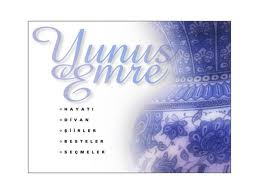 Yunus
Emre
• HAYATI
• DİVAN
• ŞİİRLER
• BESTELER
• SEÇMELER